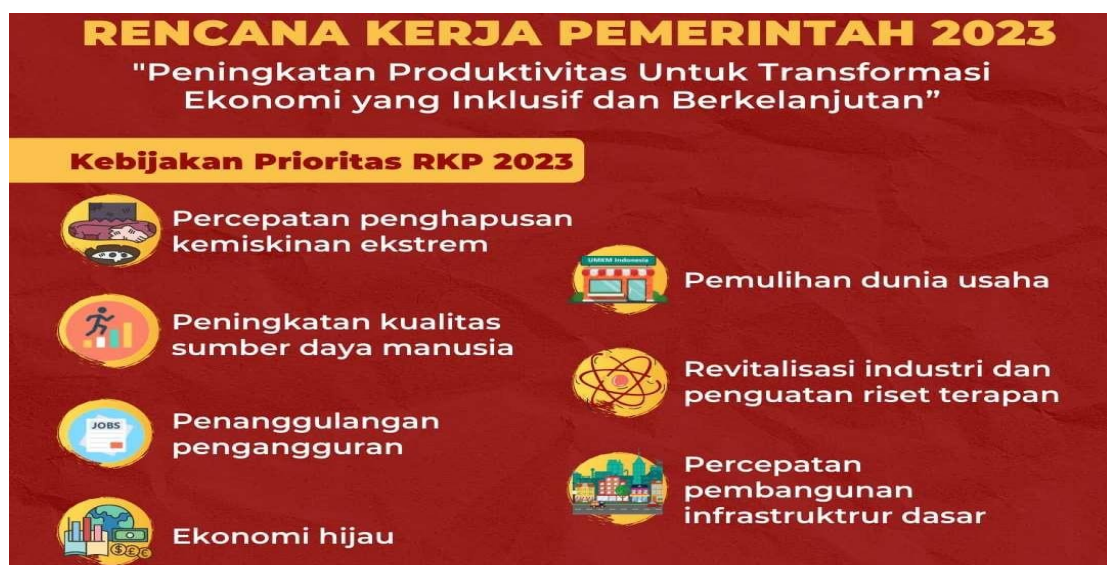 RENCANA KERJA PEMERINTAH 2023
"Peningkatan Produktivitas Untuk Transformasi
Ekonomi yang Inklusif dan Berkelanjutan”
Kebijakan Prioritas RKP 2023
Percepatan penghapusan
kemiskinan ekstrem
Peningkatan kualitas
sumber daya manusia
JOBS
Penanggulangan
pengangguran
Ekonomi hijau
UMKM Indonesia
Pemulihan dunia usaha
Revitalisasi industri dan
penguatan riset terapan
Percepatan
pembangunan
infrastruktrur dasar